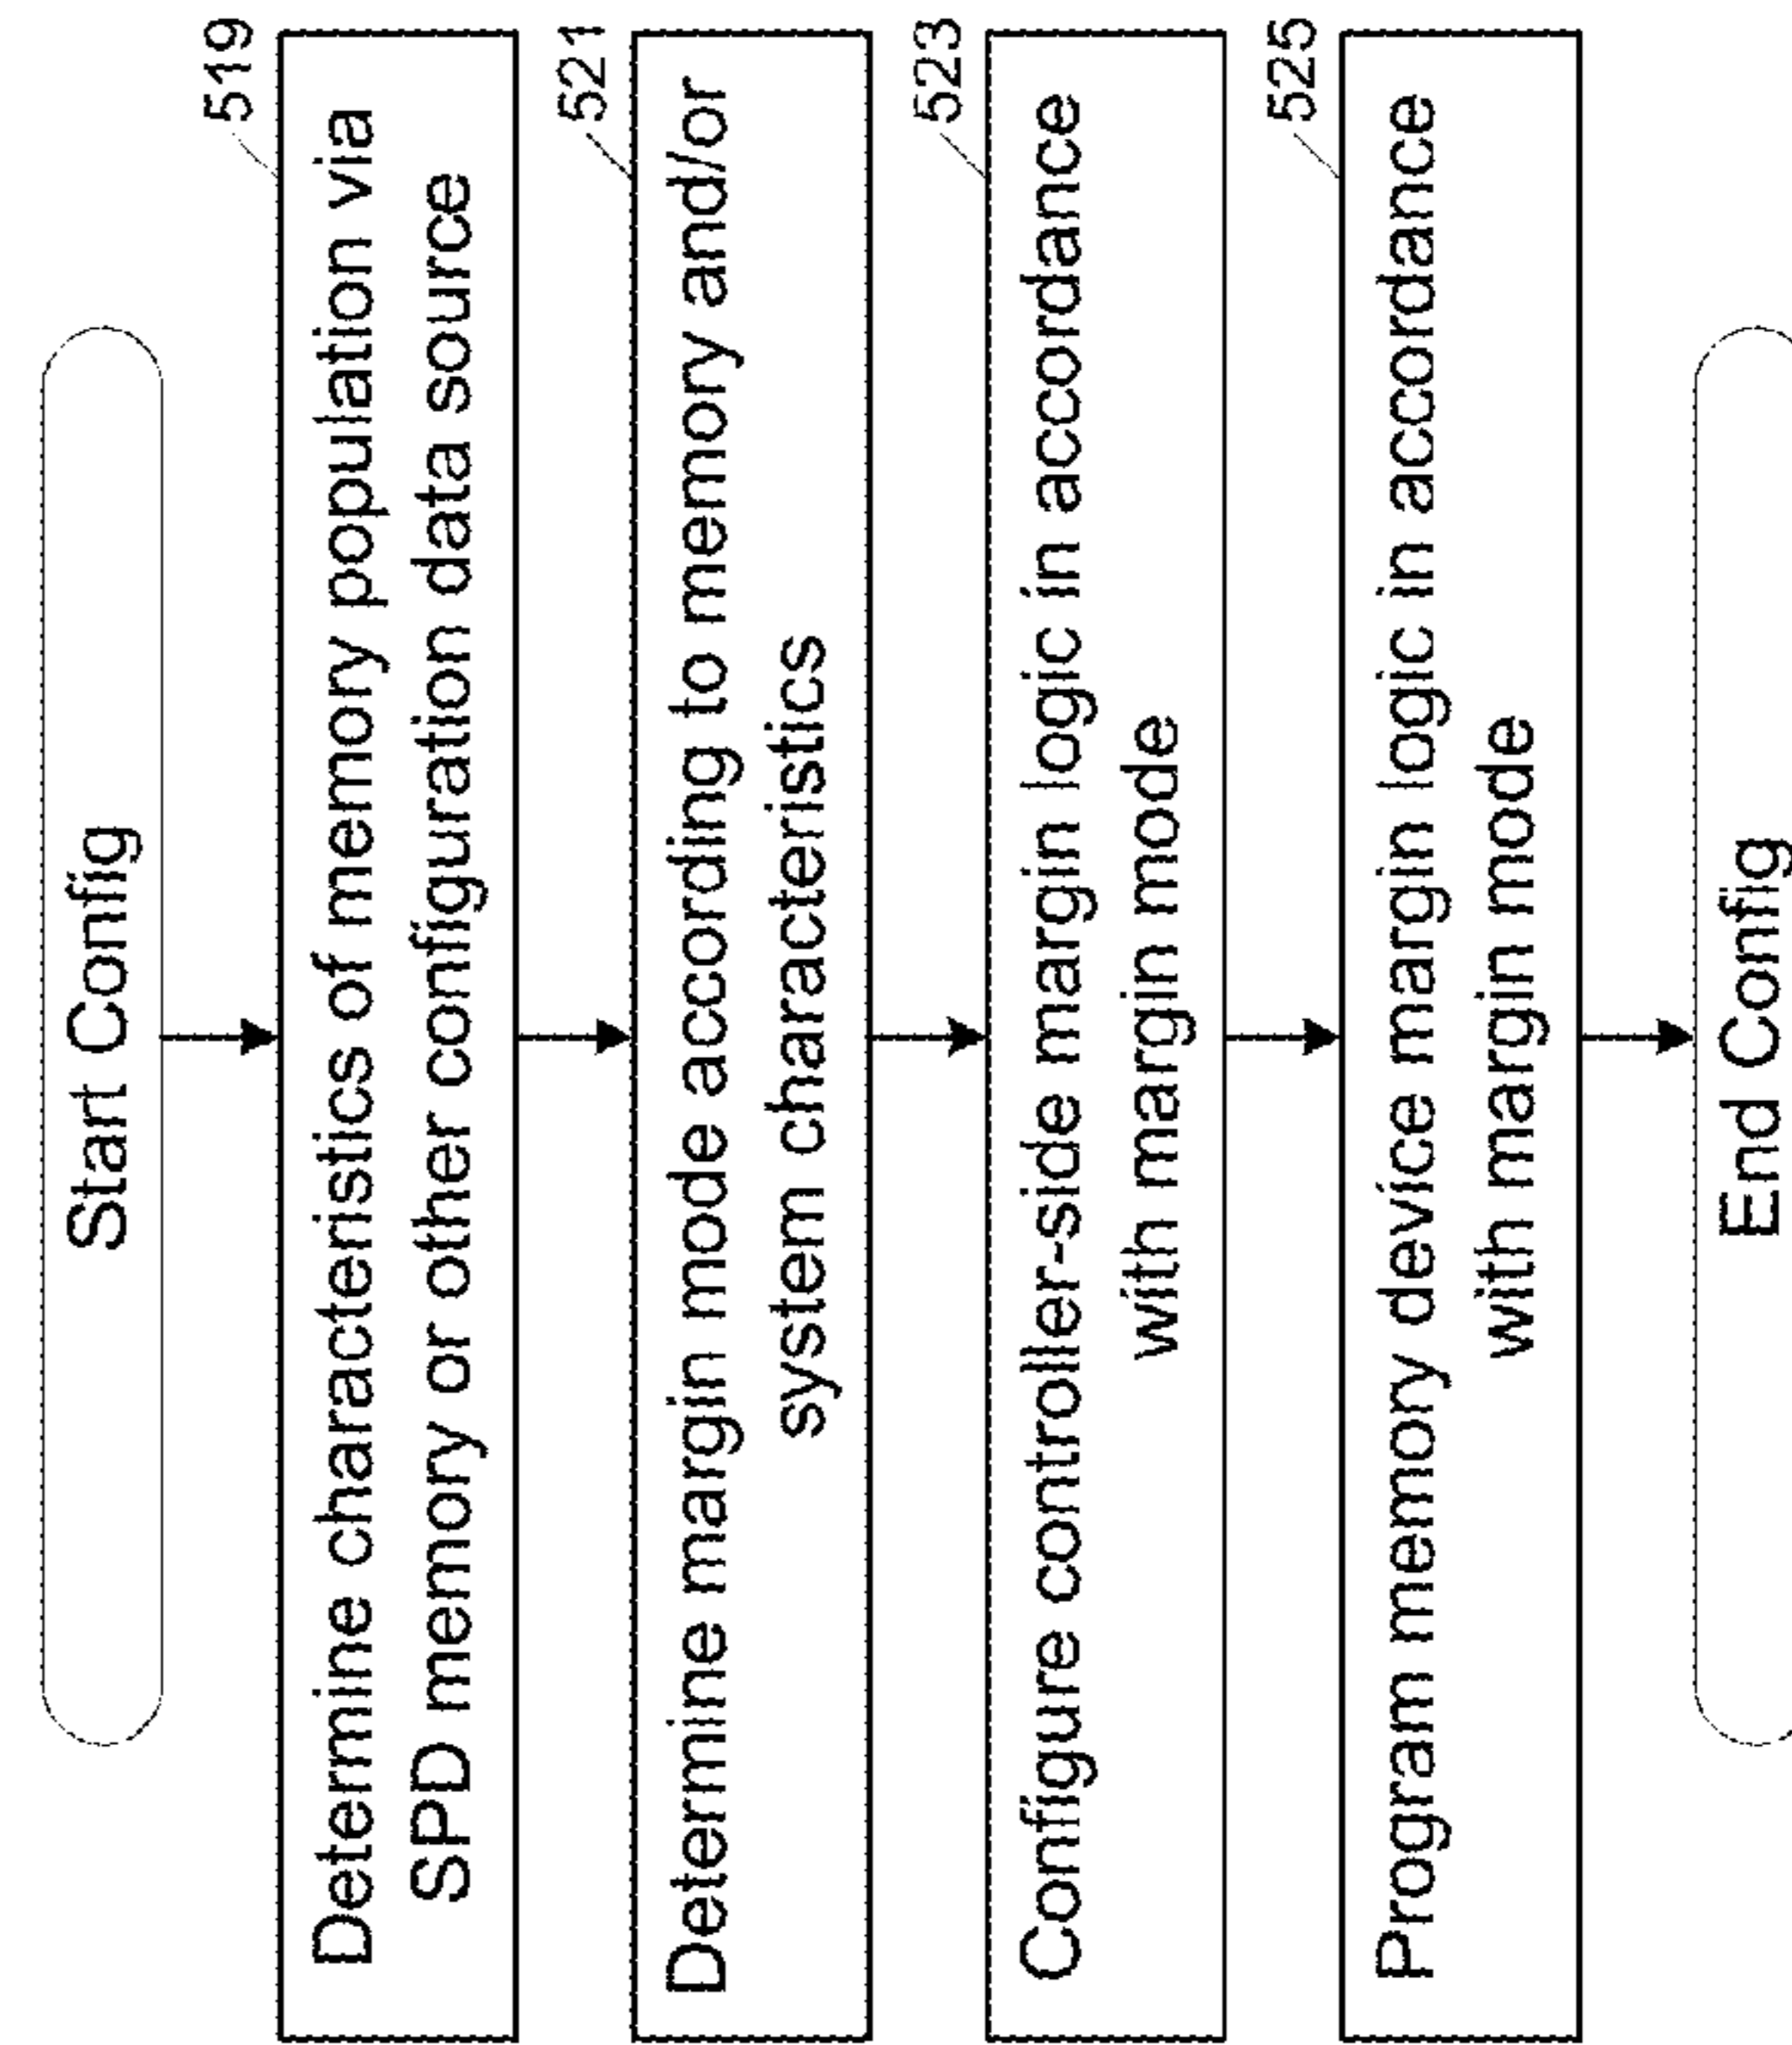 Start Config
519
Determine characteristics of memory population via
SPD memory or other configuration data source
521
Determine margin mode according to memory and/or
system characteristics
523
Configure controller-side margin logic in accordance
with margin mode
525
Program memory device margin logic in accordance
with margin mode
End Config